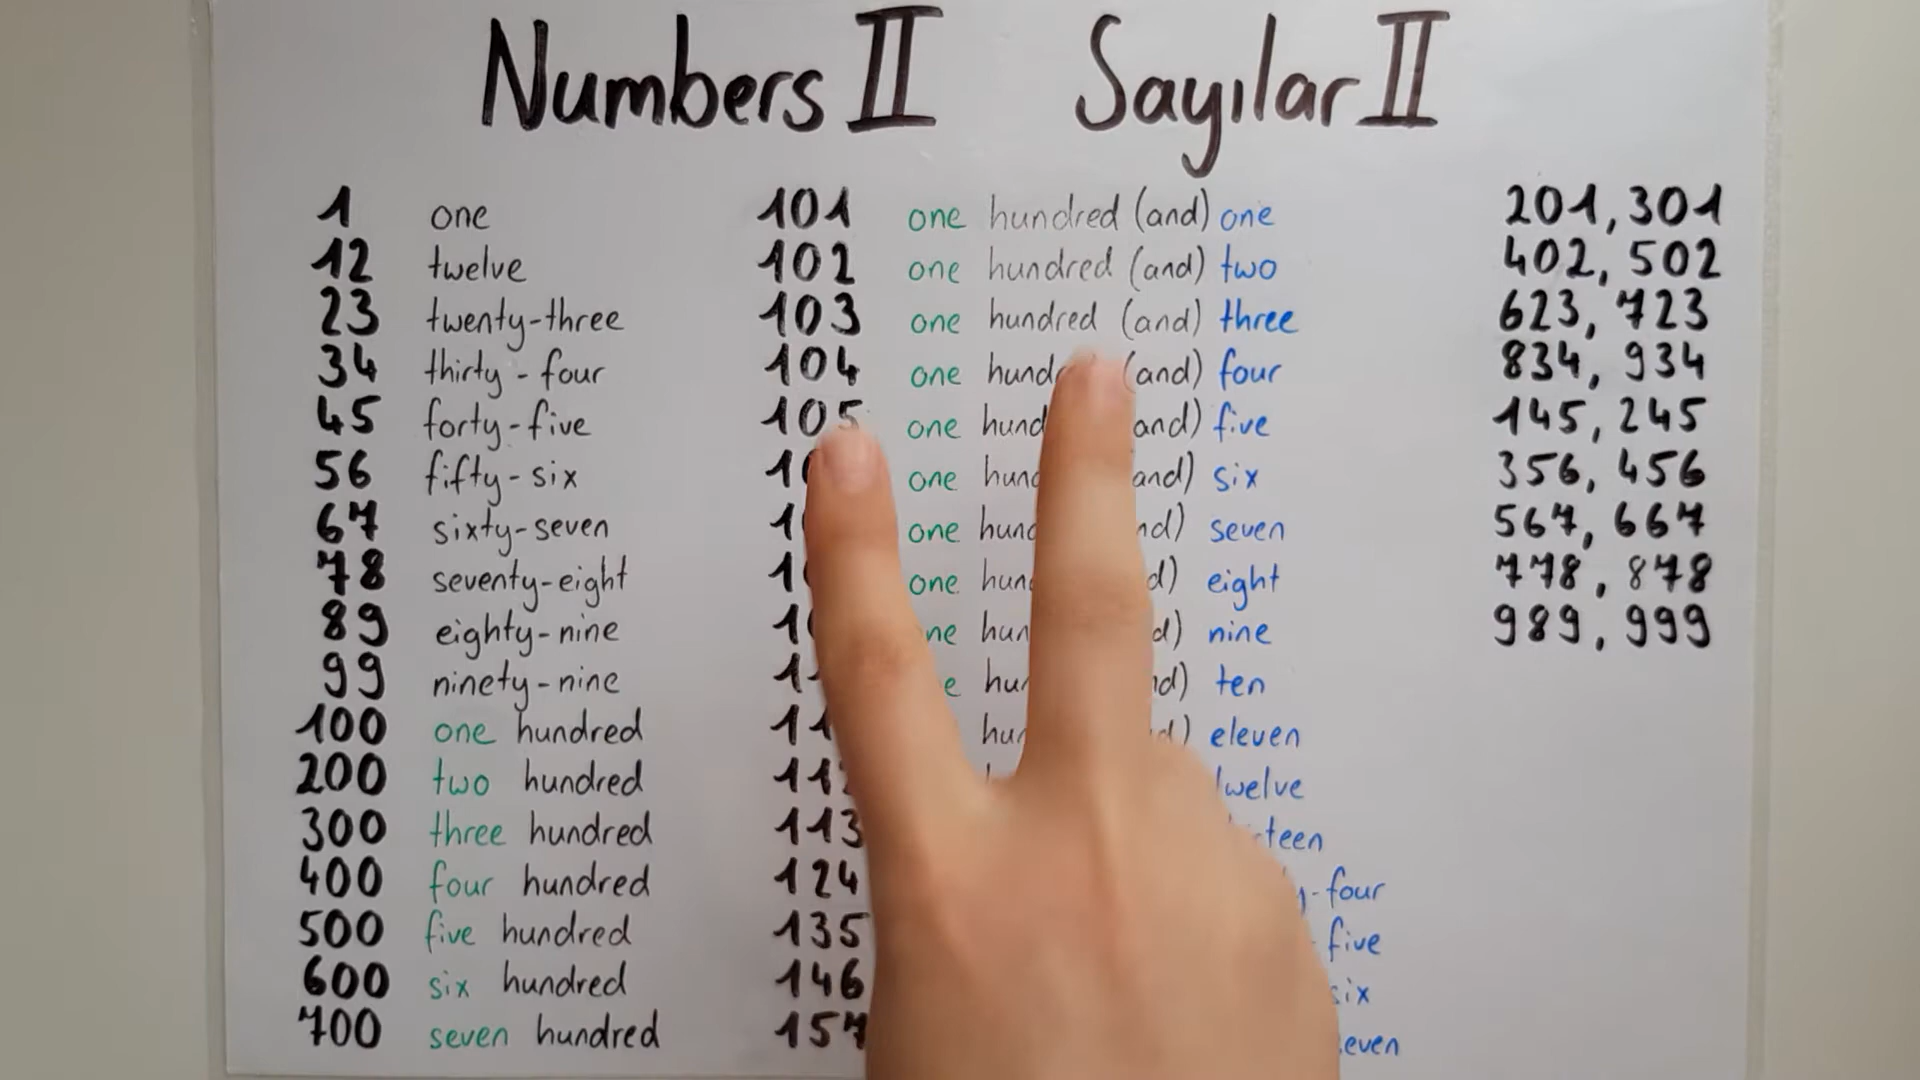 Numbers II Sayılar II
1 one 101 one hundred (and) one 201, 301
12 twelve 102 one hundred (and) two 402, 502
23 twenty-three 103 one hundred (and) three 623, 723
34 thirty-four 104 one (and) four 834, 934
45 forty-five 105 one five 145, 245
56 fifty-six one six 356, 456
67 sixty-seven one seven 567, 667
78 seventy-eight one eight 778, 878
89 eighty-nine nine 989, 999
99 ninety-nine ten
100 one hundred eleven
200 two hundred
300 three hundred 113
400 four hundred 124
500 five hundred 135 five
600 six hundred 146
700 seven hundred 157